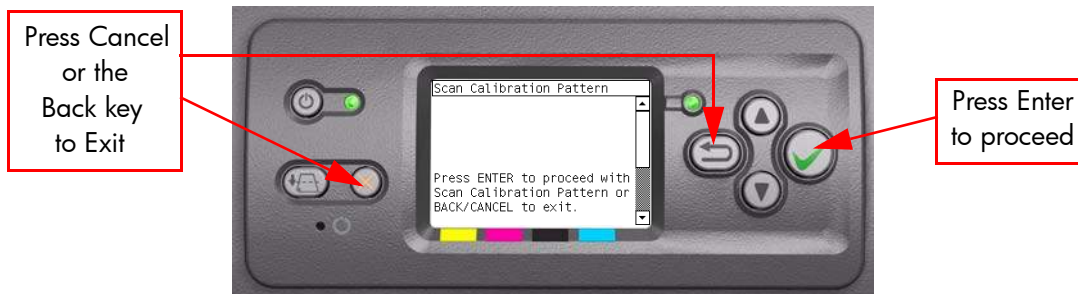 Press Cancel
or the
Back key
to Exit
Scan Calibration Pattern
Press ENTER to proceed with
Scan Calibration Pattern or
BACK/CANCEL to exit.
Press Enter
to proceed